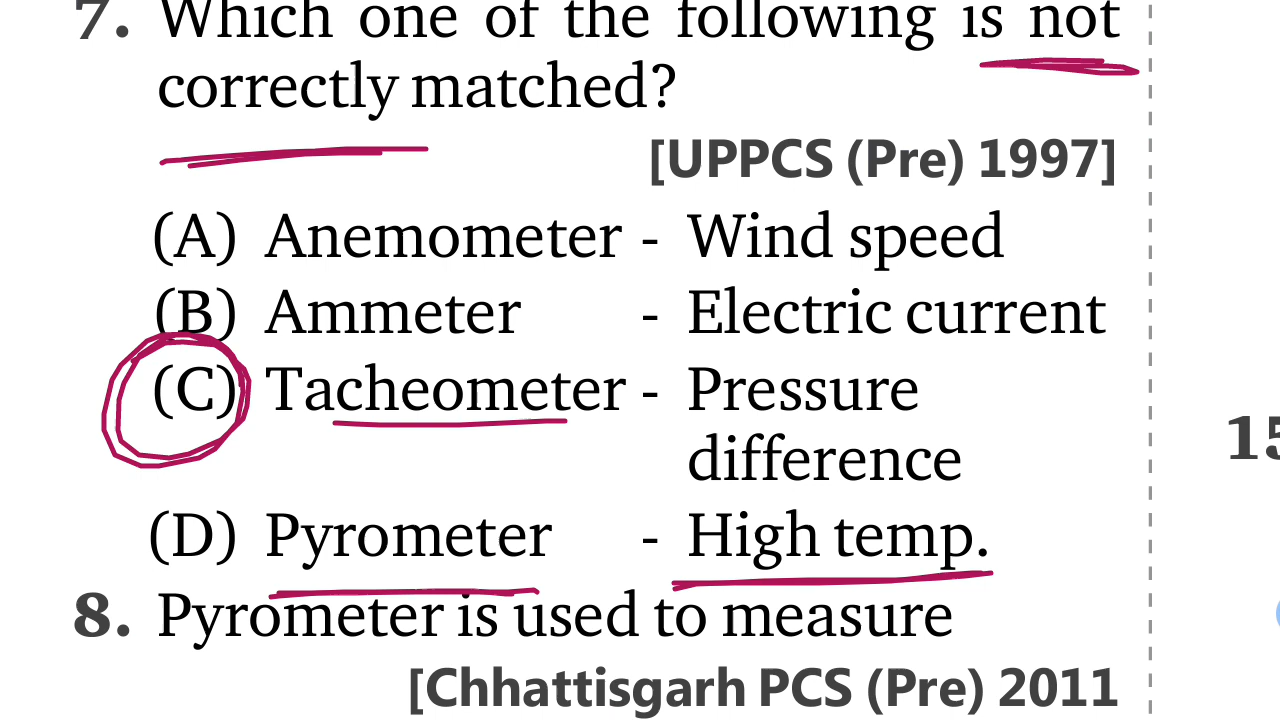 7. Which one of the following is not
correctly matched?
[UPPCS (Pre) 1997]
(A) Anemometer - Wind speed
(B) Ammeter - Electric current
(C) Tacheometer - Pressure
difference
(D) Pyrometer - High temp.
8. Pyrometer is used to measure
[Chhattisgarh PCS (Pre) 2011
15